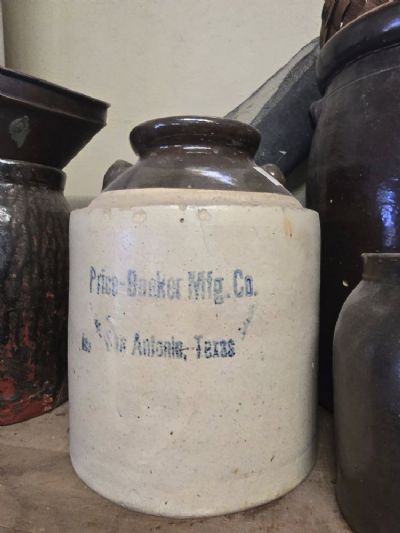 Price-Booker Mfg. Co.
San Antonio, Texas